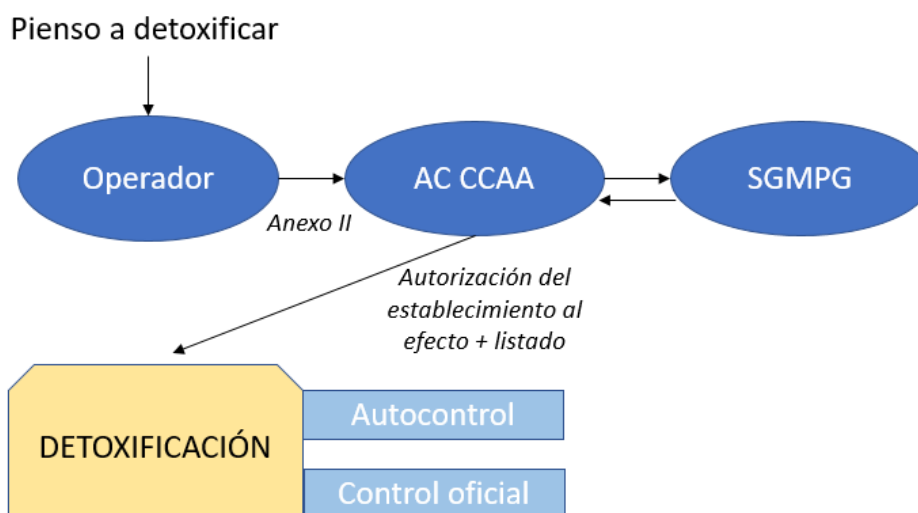 Pienso a detoxificar
Operador
AC CCAA
SGMPG
Anexo II
Autorización del
establecimiento al
efecto + listado
DETOXIFICACIÓN
Autocontrol
Control oficial